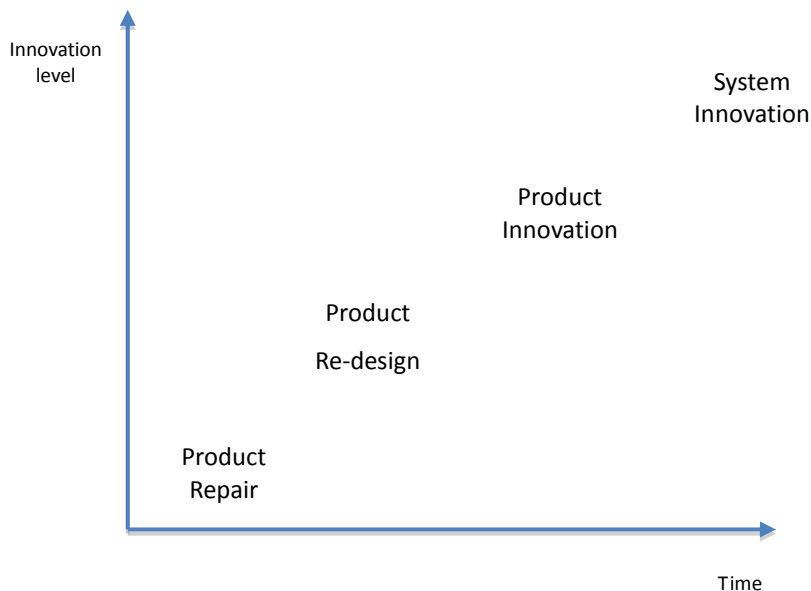 Innovation
level
System
Innovation
Product
Innovation
Product
Re-design
Product
Repair
Time